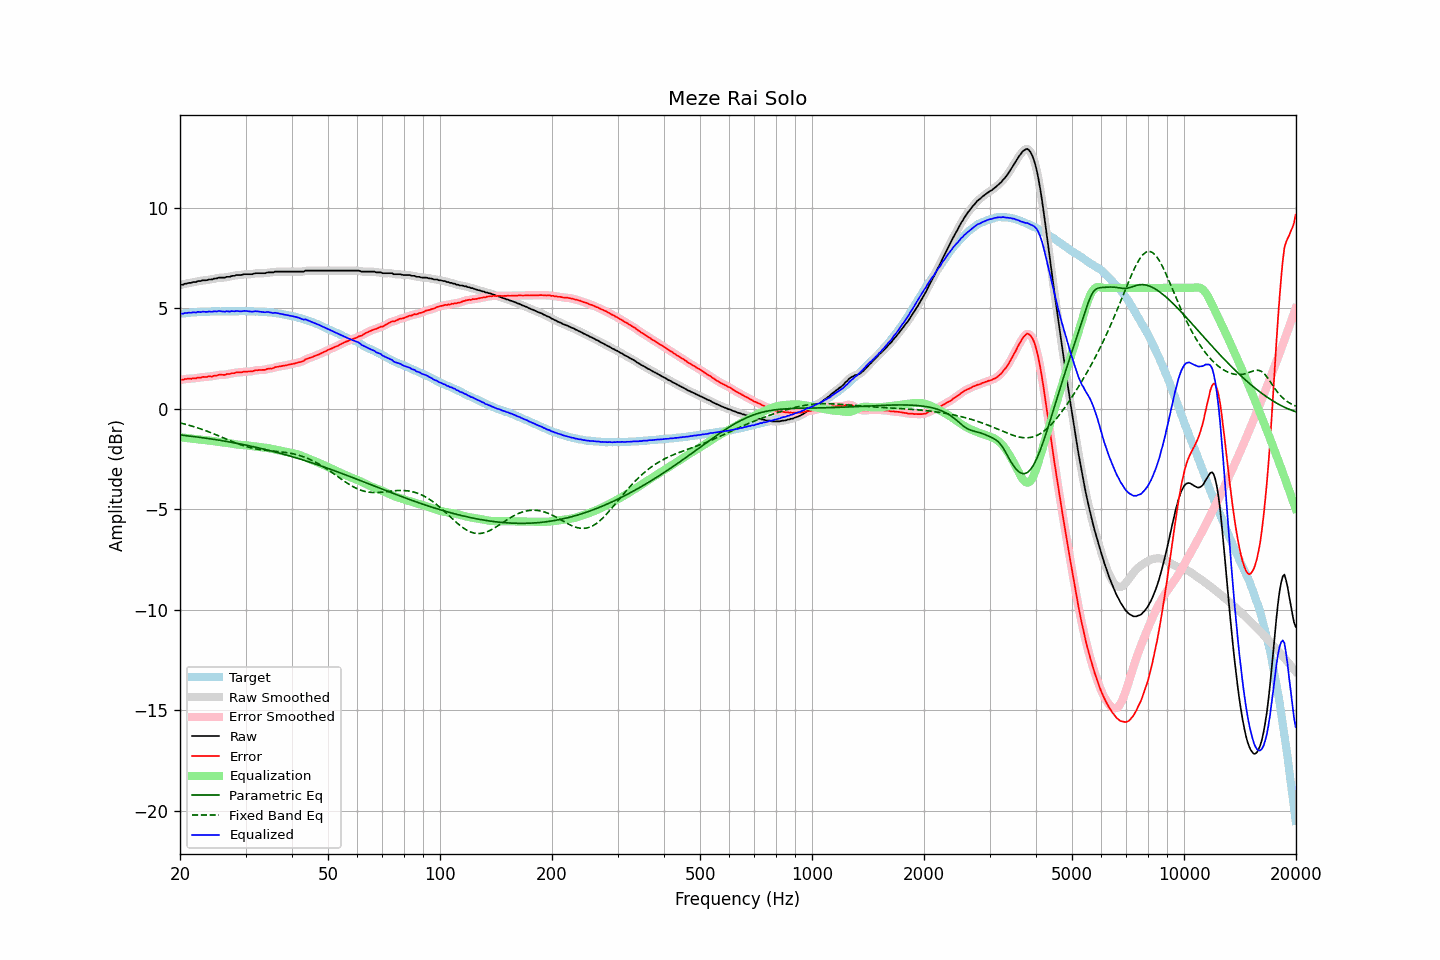 Meze Rai Solo
Amplitude (dBr)
10
5
0
−5
−10
−15
−20
Target
Raw Smoothed
Error Smoothed
Raw
Error
Equalization
Parametric Eq
Fixed Band Eq
Equalized
20 50 100 200 500 1000 2000 5000 10000 20000
Frequency (Hz)